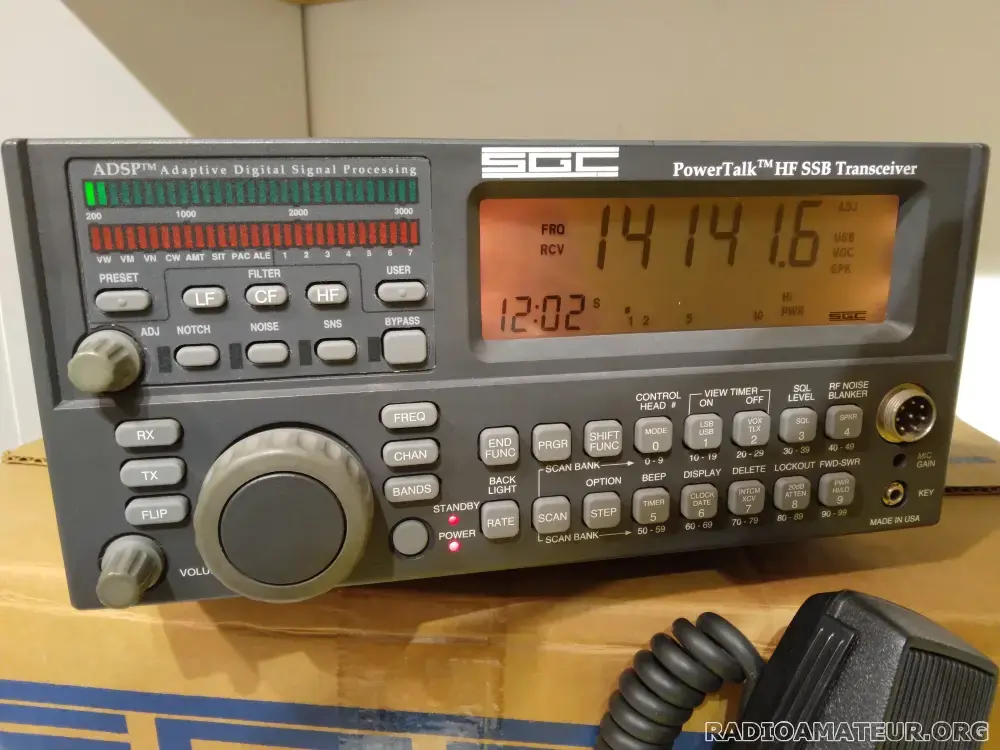 ADSP™ Adaptive Digital Signal Processing
200 1000 2000 3000
VW VM VN CW AMT SIT PAC ALE 1 2 3 4 5 6 7
PRESET
FILTER
USER
LF CF HF
ADJ NOTCH NOISE SNS BYPASS
SGC
PowerTalk™ HF SSB Transceiver
FRQ
RCV
14141.6
ADJ
USB
VOC
SPK
12:02 S
1 2 5 10
HI
PWR
SGC
RX
TX
FLIP
VOLU
FREQ
CHAN
BANDS
STANDBY
POWER
END
FUNC
PRGR
SHIFT
FUNC
CONTROL
HEAD #
MODE
0
0 - 9
VIEW TIMER
ON OFF
LSB
USB
1
10 - 19
VOX
TLX
2
20 - 29
SQL
LEVEL
SQL
3
30 - 39
RF NOISE
BLANKER
SPKR
4
40 - 49
SCAN BANK
BACK
LIGHT
RATE
SCAN
OPTION
STEP
SCAN BANK
BEEP
TIMER
5
50 - 59
DISPLAY
CLOCK
DATE
6
60 - 69
DELETE
INTCM
XCV
7
70 - 79
LOCKOUT
20dB
ATTEN
8
80 - 89
FWD-SWR
PWR
HI/LO
9
90 - 99
MIC
GAIN
KEY
MADE IN USA
RADIOAMATEUR.ORG